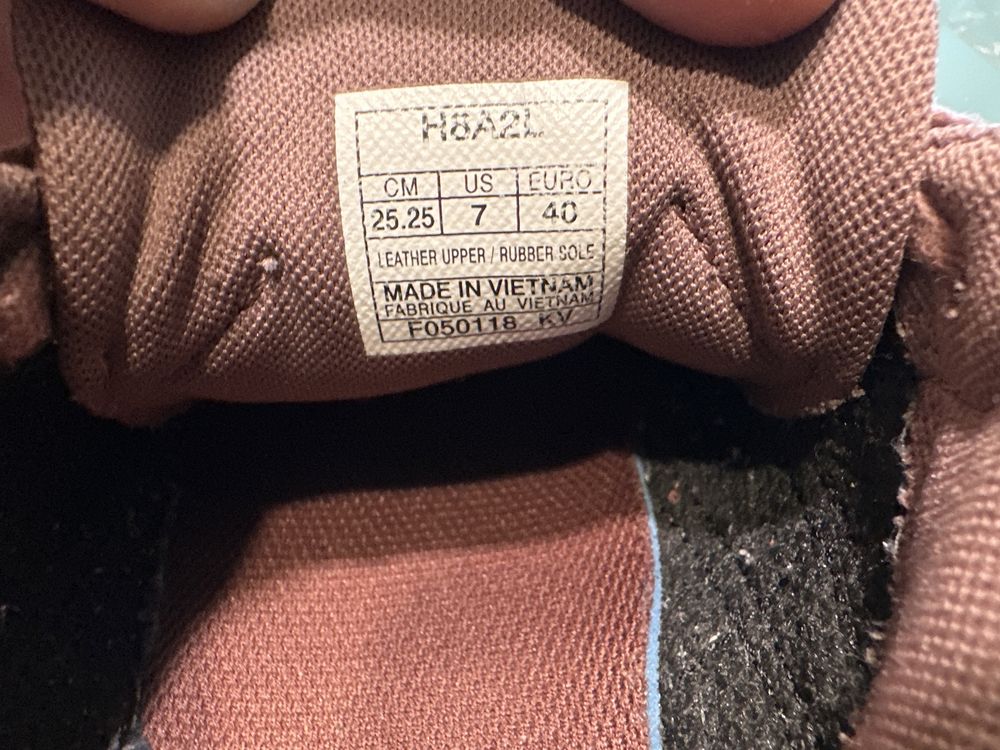 H8A2L
CM US EURO
25.25 7 40
LEATHER UPPER / RUBBER SOLE
MADE IN VIETNAM
FABRIQUE AU VIETNAM
F050118 KV